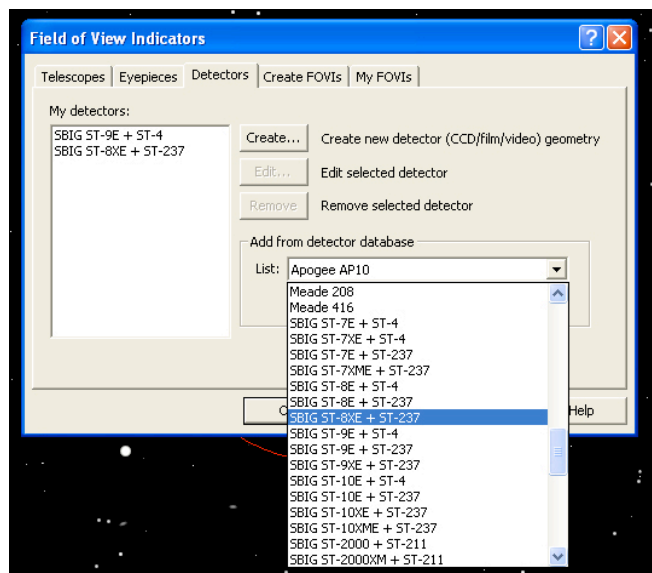 Field of View Indicators
Telescopes Eyepieces Detectors Create FOVIs My FOVIs
My detectors:
SBIG ST-9E + ST-4
SBIG ST-8XE + ST-237
Create... Create new detector (CCD/film/video) geometry
Edit... Edit selected detector
Remove Remove selected detector
Add from detector database
List: Apogee AP10
Meade 208
Meade 416
SBIG ST-7E + ST-4
SBIG ST-7XE + ST-4
SBIG ST-7E + ST-237
SBIG ST-7XME + ST-237
SBIG ST-8E + ST-4
SBIG ST-8E + ST-237
SBIG ST-8XE + ST-237
SBIG ST-9E + ST-4
SBIG ST-9E + ST-237
SBIG ST-9XE + ST-237
SBIG ST-10E + ST-4
SBIG ST-10E + ST-237
SBIG ST-10XE + ST-237
SBIG ST-10XME + ST-237
SBIG ST-2000 + ST-211
SBIG ST-2000XM + ST-211
Help